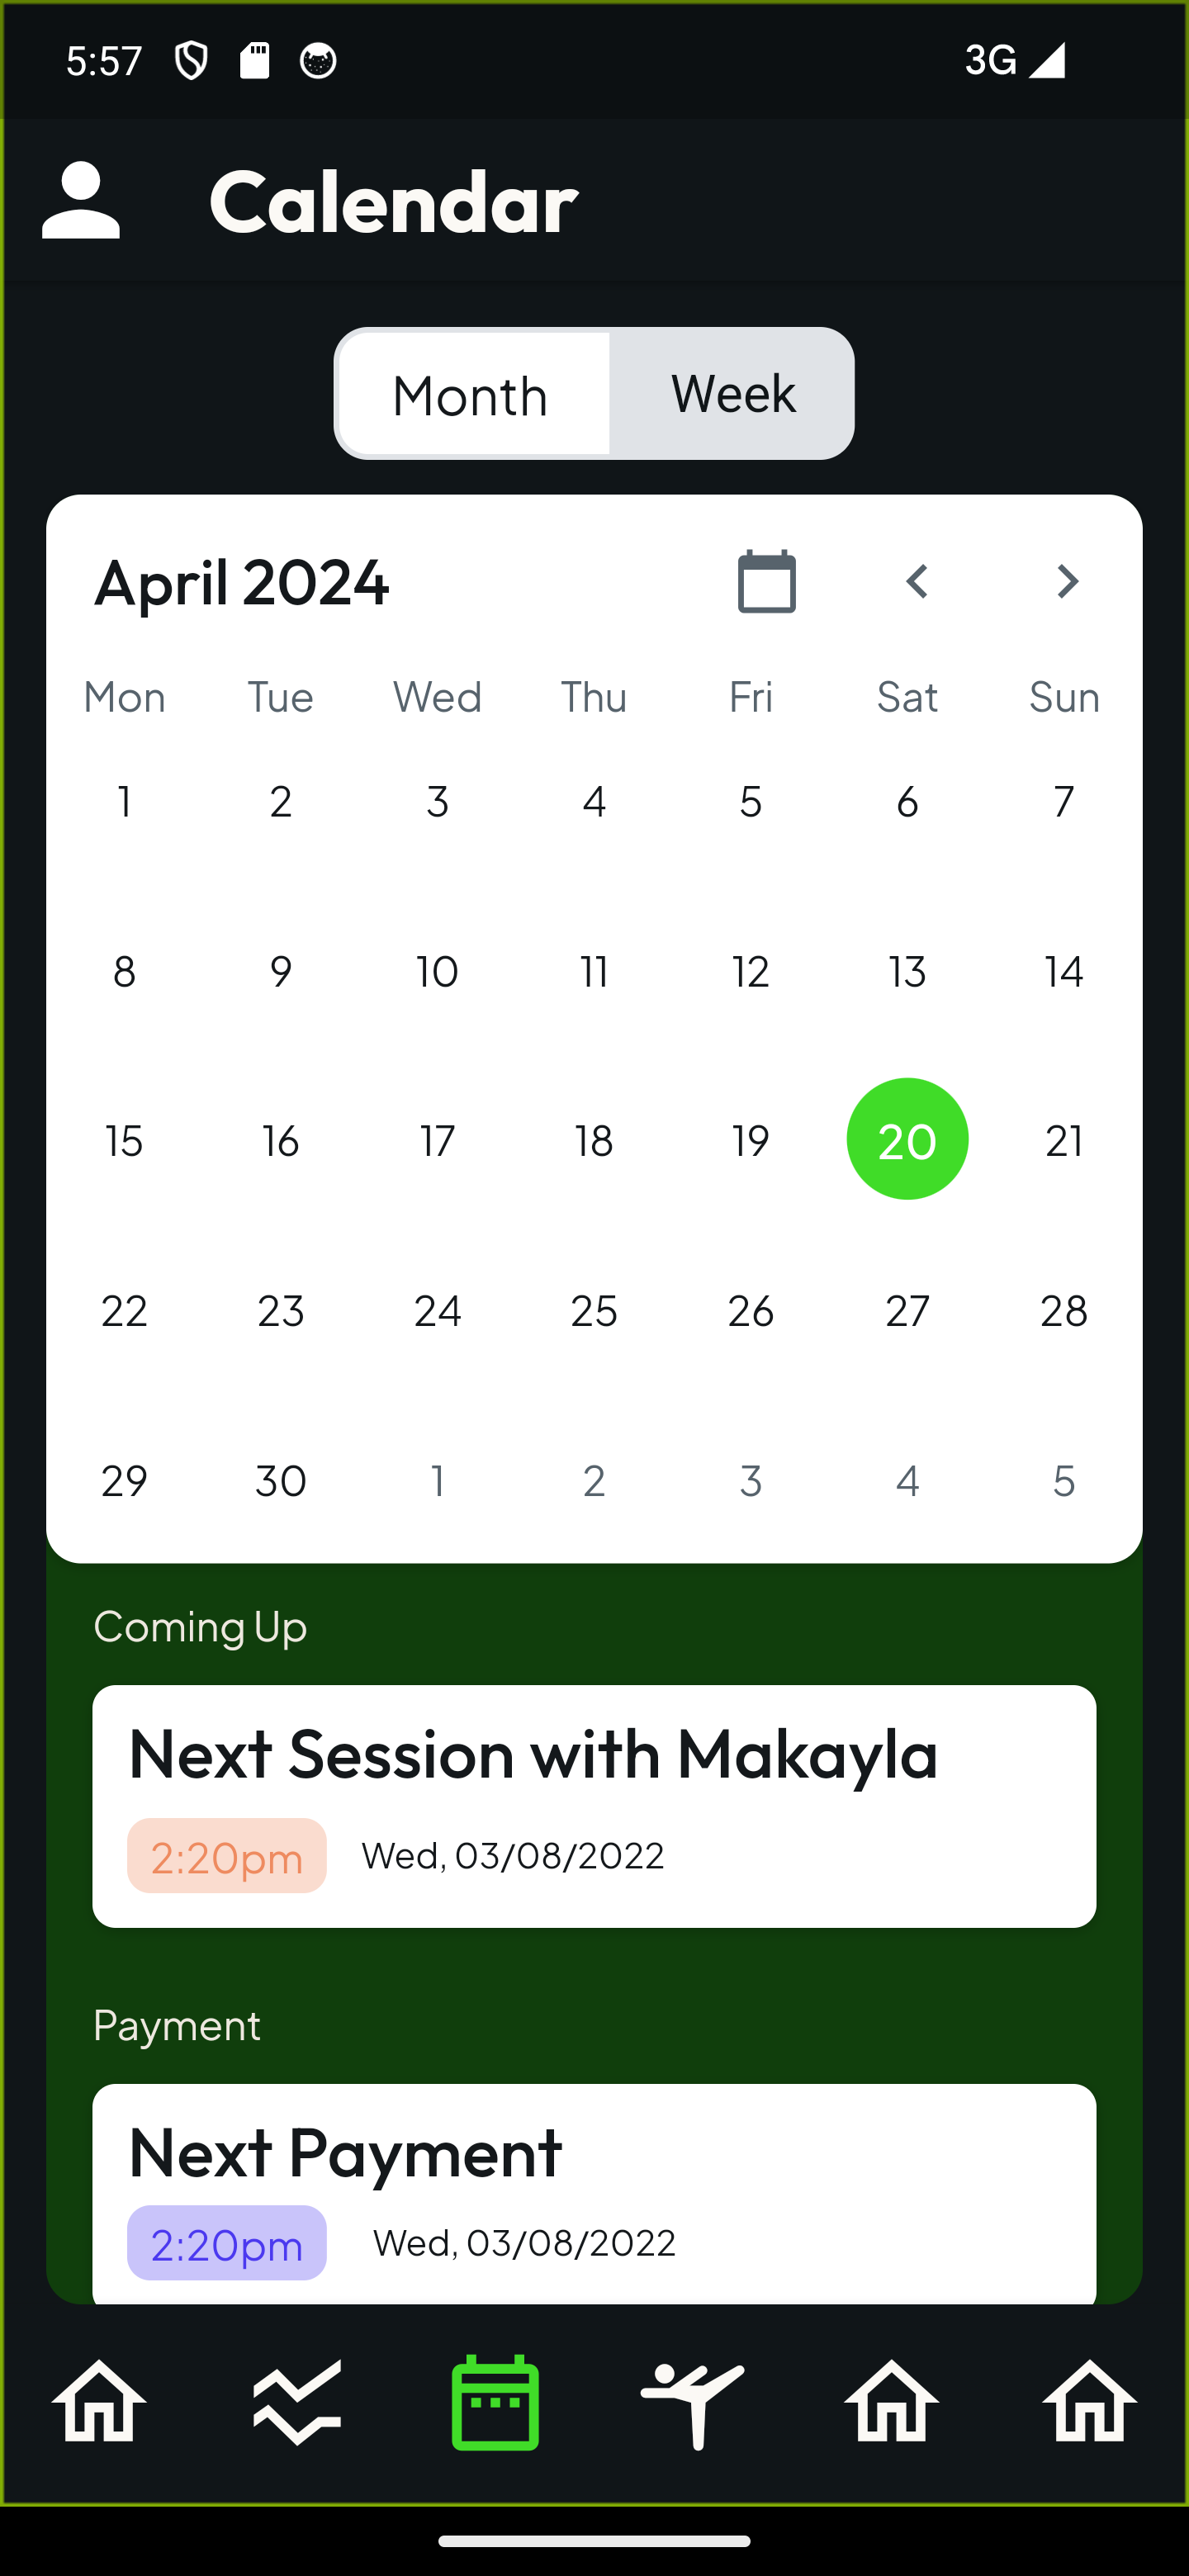 5:57 3G
Calendar
Month Week
April 2024
Mon Tue Wed Thu Fri Sat Sun
1 2 3 4 5 6 7
8 9 10 11 12 13 14
15 16 17 18 19 20 21
22 23 24 25 26 27 28
29 30 1 2 3 4 5
Coming Up
Next Session with Makayla
2:20pm Wed, 03/08/2022
Payment
Next Payment
2:20pm Wed, 03/08/2022